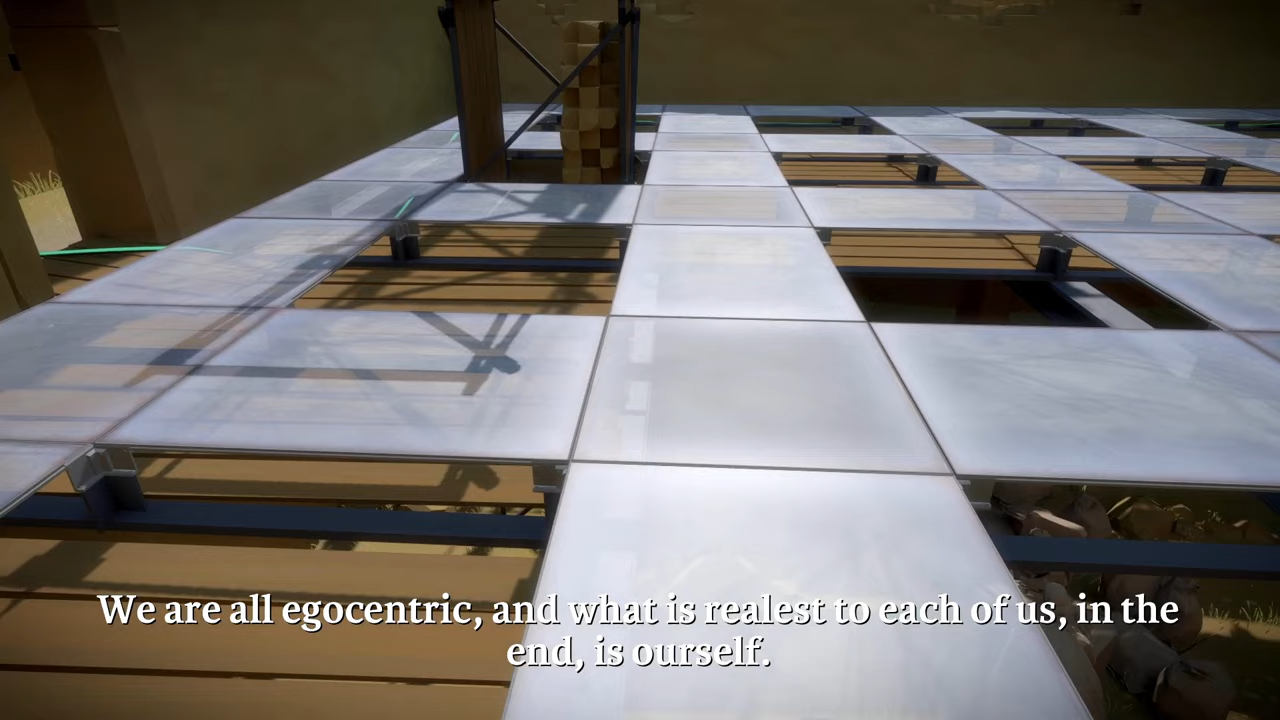 We are all egocentric, and what is realest to each of us, in the
end, is ourself.